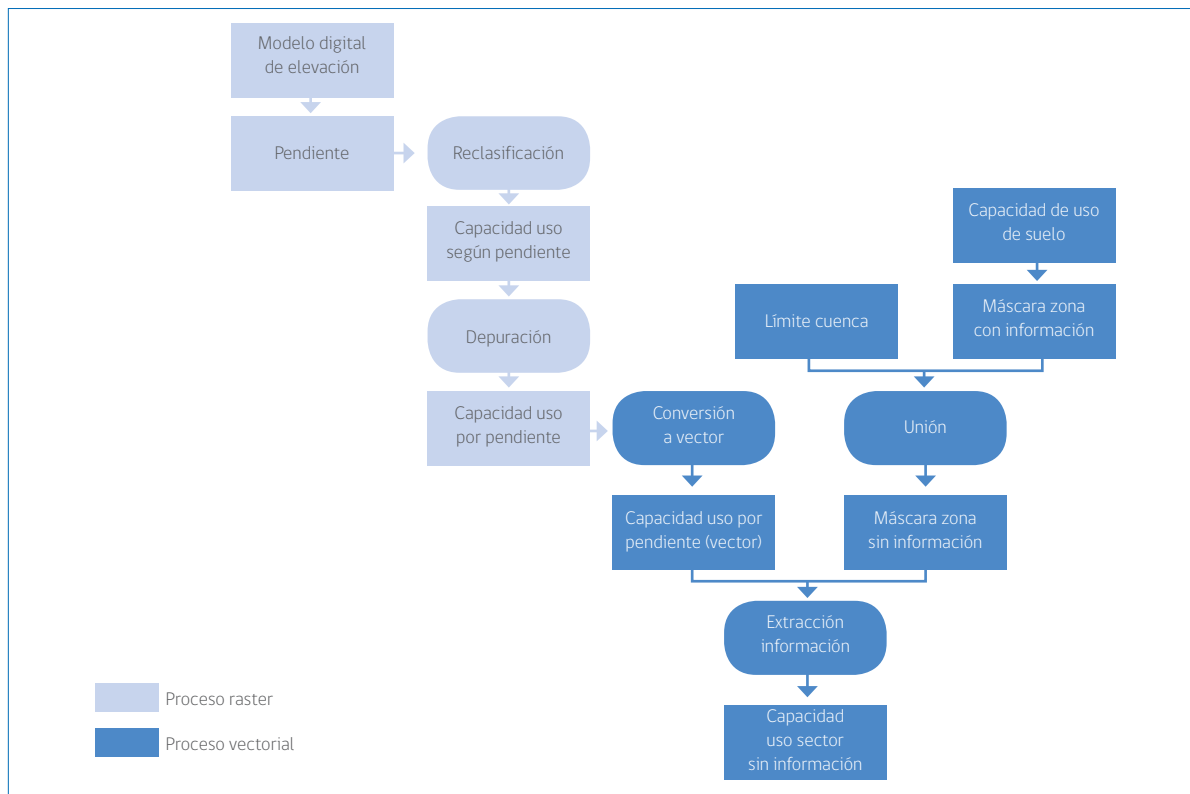 Modelo digital
de elevación
Pendiente
Reclasificación
Capacidad uso
según pendiente
Depuración
Capacidad uso
por pendiente
Capacidad de uso
de suelo
Límite cuenca
Máscara zona
con información
Conversión
a vector
Unión
Capacidad uso por
pendiente (vector)
Máscara zona
sin información
Extracción
información
Capacidad
uso sector
sin información
Proceso raster
Proceso vectorial